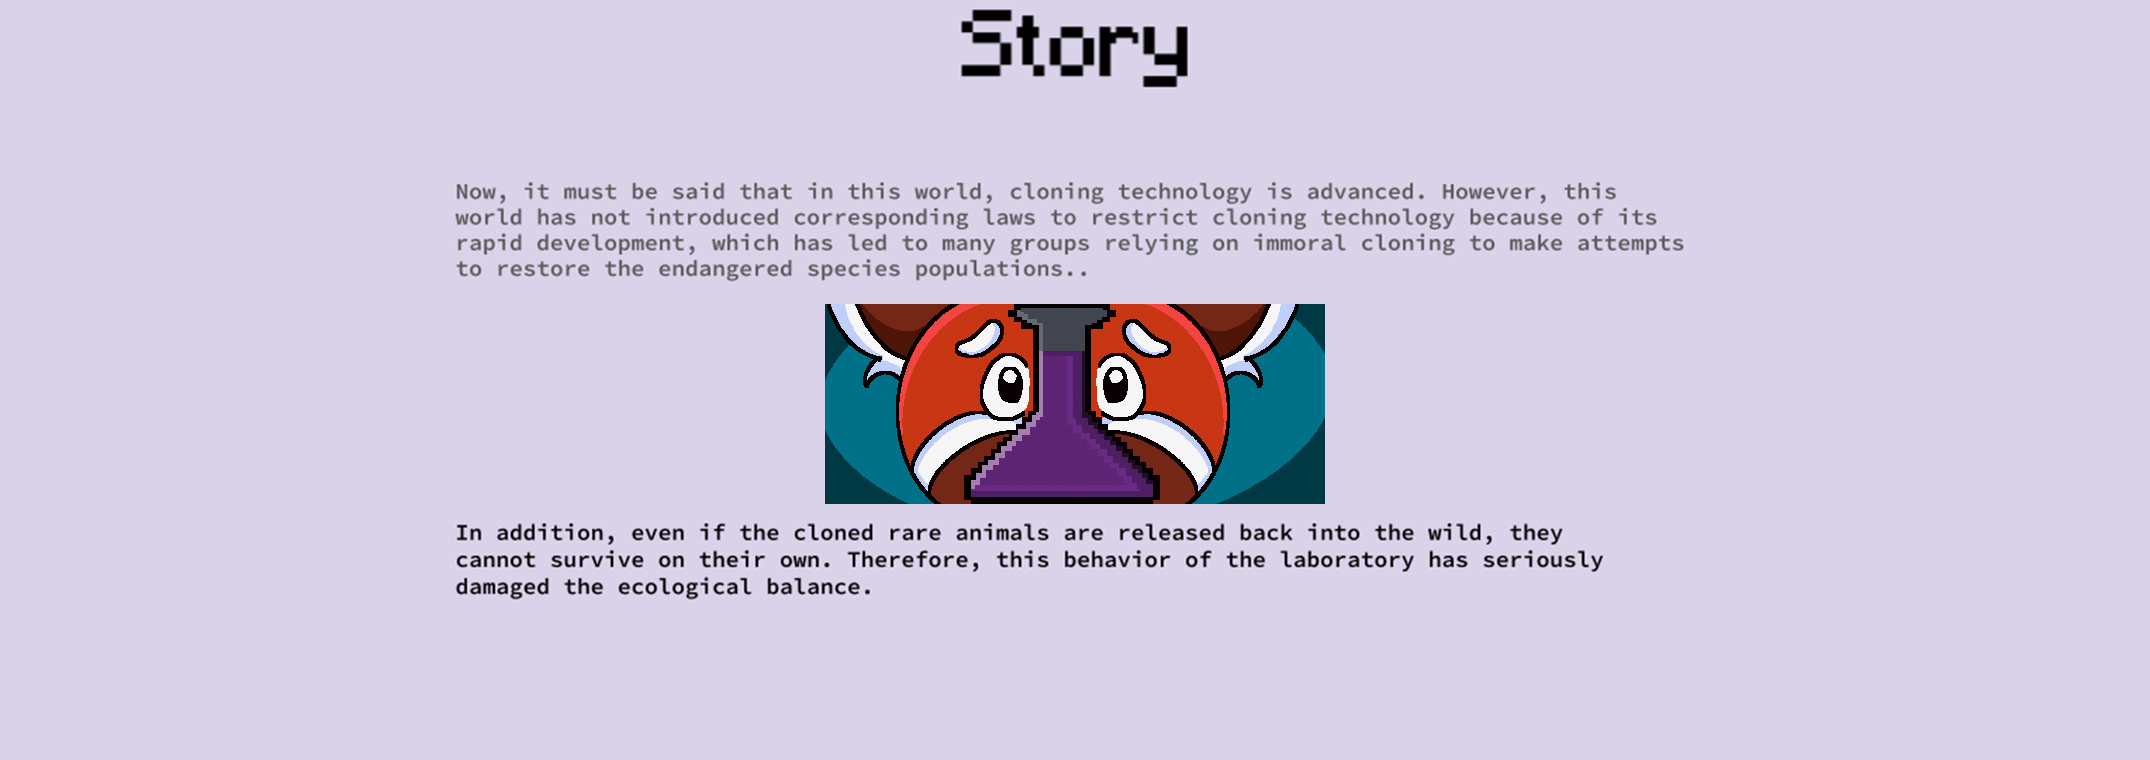 Story
Now, it must be said that in this world, cloning technology is advanced. However, this
world has not introduced corresponding laws to restrict cloning technology because of its
rapid development, which has led to many groups relying on immoral cloning to make attempts
to restore the endangered species populations..
In addition, even if the cloned rare animals are released back into the wild, they
cannot survive on their own. Therefore, this behavior of the laboratory has seriously
damaged the ecological balance.